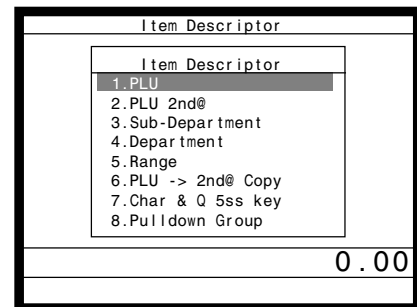 Item Descriptor
Item Descriptor
1.PLU
2.PLU 2nd@
3.Sub-Department
4.Department
5.Range
6.PLU -> 2nd@ Copy
7.Char & Q 5ss key
8.Pulldown Group
0.00